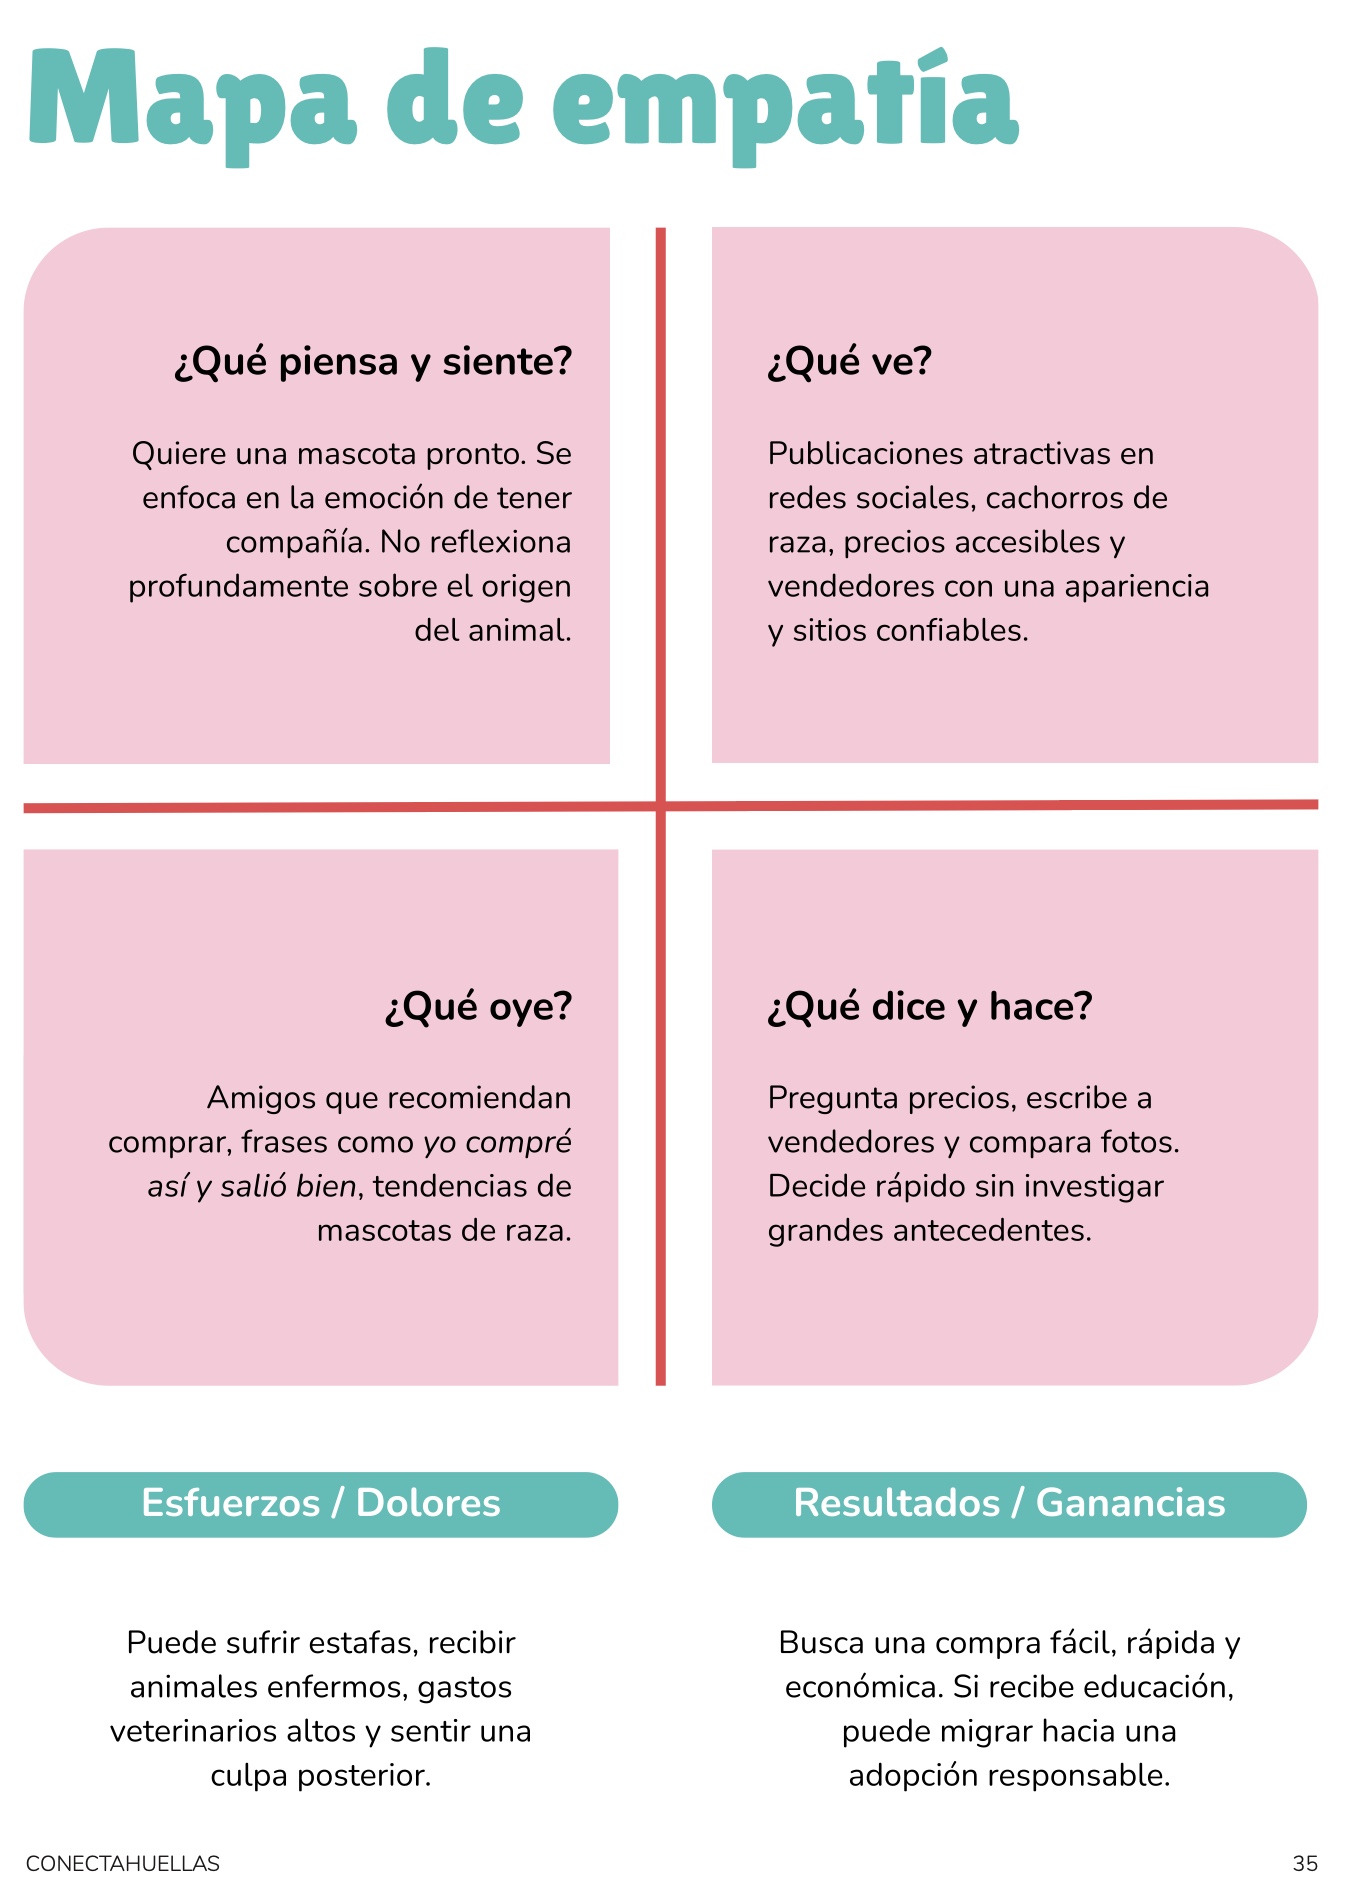 Mapa de empatía
¿Qué piensa y siente?
Quiere una mascota pronto. Se
enfoca en la emoción de tener
compañía. No reflexiona
profundamente sobre el origen
del animal.
¿Qué ve?
Publicaciones atractivas en
redes sociales, cachorros de
raza, precios accesibles y
vendedores con una apariencia
y sitios confiables.
¿Qué oye?
Amigos que recomiendan
comprar, frases como yo compré
así y salió bien, tendencias de
mascotas de raza.
¿Qué dice y hace?
Pregunta precios, escribe a
vendedores y compara fotos.
Decide rápido sin investigar
grandes antecedentes.
Esfuerzos / Dolores
Puede sufrir estafas, recibir
animales enfermos, gastos
veterinarios altos y sentir una
culpa posterior.
Resultados / Ganancias
Busca una compra fácil, rápida y
económica. Si recibe educación,
puede migrar hacia una
adopción responsable.
CONECTAHUELLAS
35